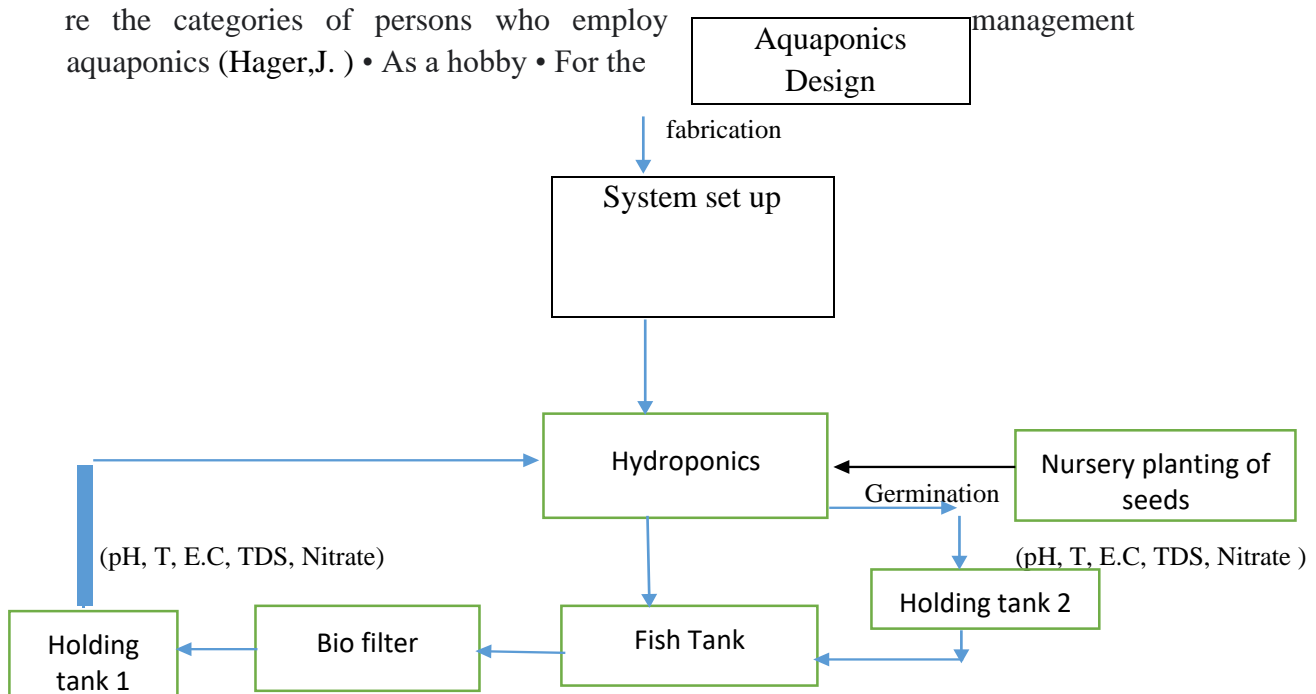 re the categories of persons who employ management
aquaponics (Hager,J. ) • As a hobby • For the
Aquaponics
Design
fabrication
System set up
Hydroponics
Nursery planting of
seeds
Germination
(pH, T, E.C, TDS, Nitrate)
(pH, T, E.C, TDS, Nitrate )
Holding tank 2
Holding
tank 1
Bio filter
Fish Tank